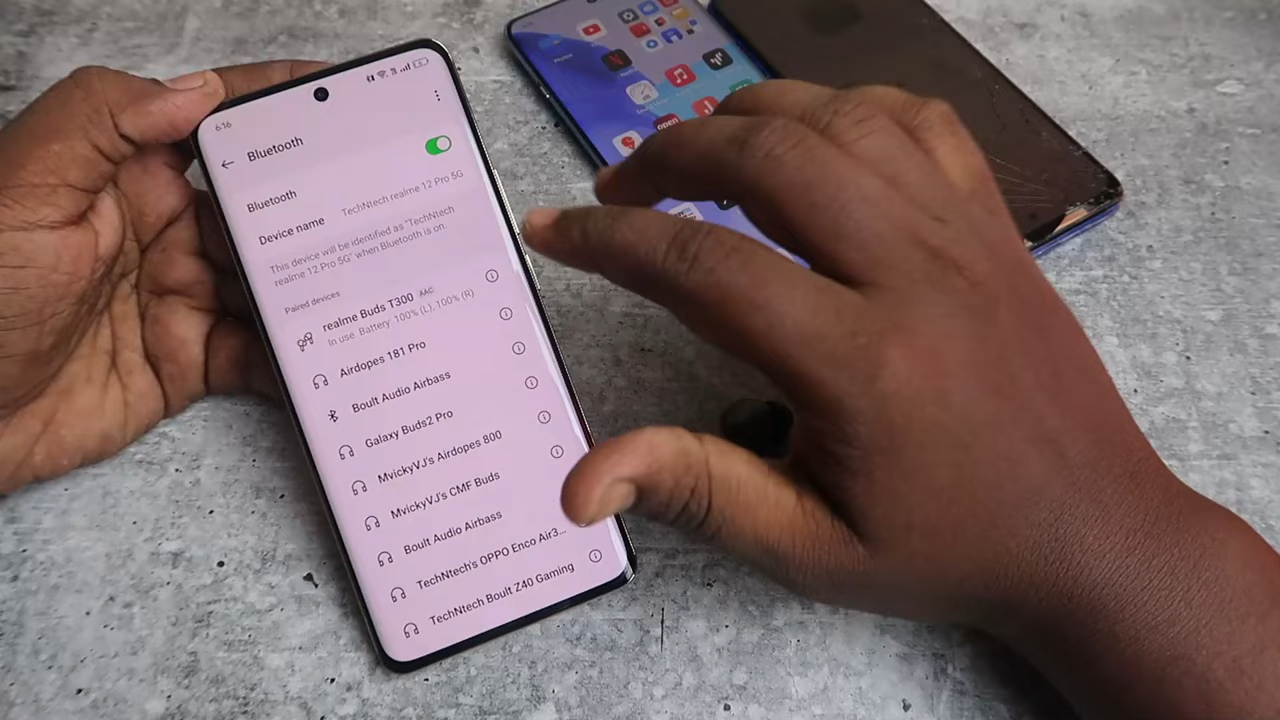 6:16
Bluetooth
Bluetooth
Device name TechNtech realme 12 Pro 5G
This device will be identified as "TechNtech
realme 12 Pro 5G" when Bluetooth is on.
Paired devices
realme Buds T300 AAC
In use. Battery: 100% (L), 100% (R)
Airdopes 181 Pro
Boult Audio Airbass
Galaxy Buds2 Pro
MvickyVJ's Airdopes 800
MvickyVJ's CMF Buds
Boult Audio Airbass
TechNtech's OPPO Enco Air3...
TechNtech Boult Z40 Gaming
Photos
open